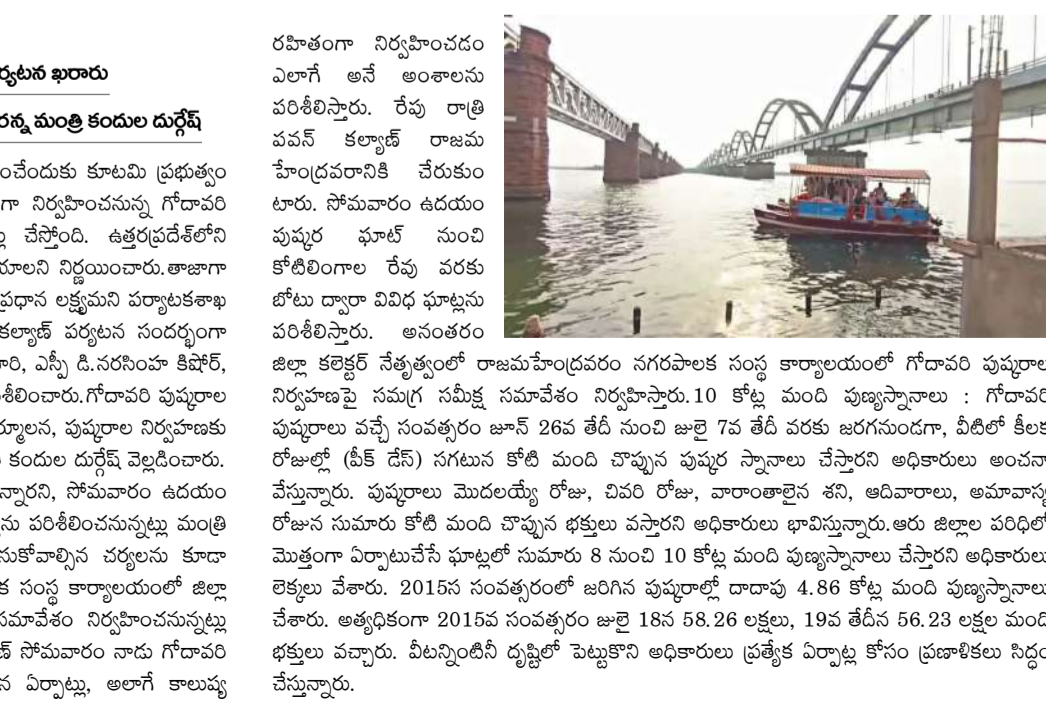 ర్యటన ఖరారు
రన్న మంత్రి కందుల దుర్గేష్
ంచేందుకు కూటమి ప్రభుత్వం
గా నిర్వహించనున్న గోదావరి
్లు చేస్తోంది. ఉత్తరప్రదేశ్‌లోని
యాలని నిర్ణయించారు.తాజాగా
ప్రధాన లక్ష్యమని పర్యాటకశాఖ
కల్యాణ్ పర్యటన సందర్భంగా
ారి, ఎస్పీ డి.నరసింహ కిషోర్,
శీలించారు.గోదావరి పుష్కరాల
ర్మూలన, పుష్కరాల నిర్వహణకు
కందుల దుర్గేష్ వెల్లడించారు.
న్నారని, సోమవారం ఉదయం
ను పరిశీలించనున్నట్లు మంత్రి
సుకోవాల్సిన చర్యలను కూడా
క సంస్థ కార్యాలయంలో జిల్లా
సమావేశం నిర్వహించనున్నట్లు
ణ్ సోమవారం నాడు గోదావరి
న ఏర్పాట్లు, అలాగే కాలుష్య
రహితంగా నిర్వహించడం
ఎలాగే అనే అంశాలను
పరిశీలిస్తారు. రేపు రాత్రి
పవన్ కల్యాణ్ రాజమ
హేంద్రవరానికి చేరుకుం
టారు. సోమవారం ఉదయం
పుష్కర ఘాట్ నుంచి
కోటిలింగాల రేవు వరకు
బోటు ద్వారా వివిధ ఘాట్లను
పరిశీలిస్తారు. అనంతరం
జిల్లా కలెక్టర్ నేతృత్వంలో రాజమహేంద్రవరం నగరపాలక సంస్థ కార్యాలయంలో గోదావరి పుష్కరాల
నిర్వహణపై సమగ్ర సమీక్ష సమావేశం నిర్వహిస్తారు.10 కోట్ల మంది పుణ్యస్నానాలు : గోదావరి
పుష్కరాలు వచ్చే సంవత్సరం జూన్ 26వ తేదీ నుంచి జులై 7వ తేదీ వరకు జరగనుండగా, వీటిలో కీలక
రోజుల్లో (పీక్ డేస్) సగటున కోటి మంది చొప్పున పుష్కర స్నానాలు చేస్తారని అధికారులు అంచనా
వేస్తున్నారు. పుష్కరాలు మొదలయ్యే రోజు, చివరి రోజు, వారాంతాలైన శని, ఆదివారాలు, అమావాస్య
రోజున సుమారు కోటి మంది చొప్పున భక్తులు వస్తారని అధికారులు భావిస్తున్నారు.ఆరు జిల్లాల పరిధిలో
మొత్తంగా ఏర్పాటుచేసే ఘాట్లలో సుమారు 8 నుంచి 10 కోట్ల మంది పుణ్యస్నానాలు చేస్తారని అధికారులు
లెక్కలు వేశారు. 2015స సంవత్సరంలో జరిగిన పుష్కరాల్లో దాదాపు 4.86 కోట్ల మంది పుణ్యస్నానాలు
చేశారు. అత్యధికంగా 2015వ సంవత్సరం జులై 18న 58.26 లక్షలు, 19వ తేదీన 56.23 లక్షల మంది
భక్తులు వచ్చారు. వీటన్నింటినీ దృష్టిలో పెట్టుకొని అధికారులు ప్రత్యేక ఏర్పాట్ల కోసం ప్రణాళికలు సిద్ధం
చేస్తున్నారు.